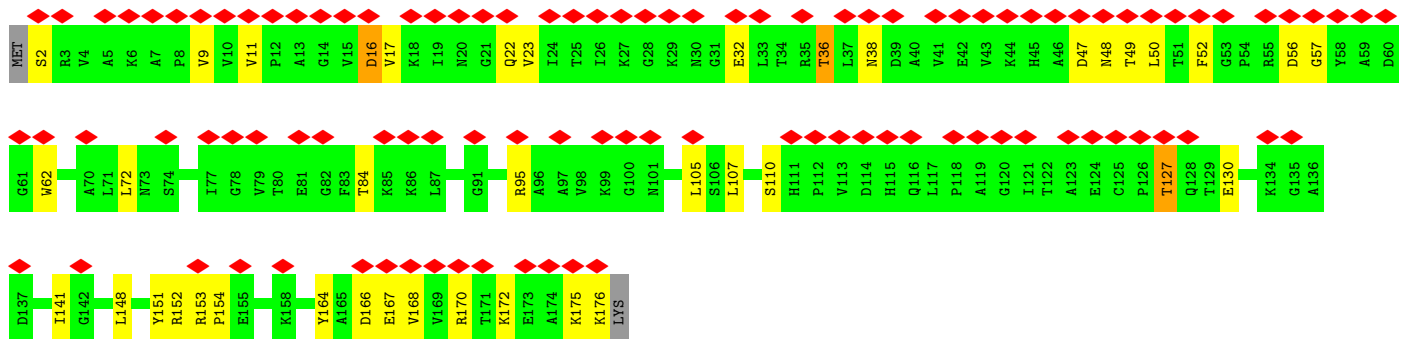 MET S2 R3 V4 A5 K6 A7 P8 V9 V10 V11 P12 A13 G14 V15 D16 V17 K18 I19 N20 G21 Q22 V23 I24 T25 I26 K27 G28 K29 N30 G31 E32 L33 T34 R35 T36 L37 N38 D39 A40 V41 E42 V43 K44 H45 A46 D47 N48 T49 L50 T51 F52 G53 P54 R55 D56 G57 Y58 A59 D60
G61 W62 A70 L71 L72 N73 S74 I77 G78 V79 T80 E81 G82 F83 T84 K85 K86 L87 G91 R95 A96 A97 V98 K99 G100 N101 L105 S106 L107 S110 H111 P112 V113 D114 H115 Q116 L117 P118 A119 G120 I121 T122 A123 E124 C125 P126 T127 Q128 T129 E130 K134 G135 A136
D137 I141 G142 L148 Y151 R152 R153 P154 E155 K158 Y164 A165 D166 E167 V168 V169 R170 T171 K172 E173 A174 K175 K176 LYS